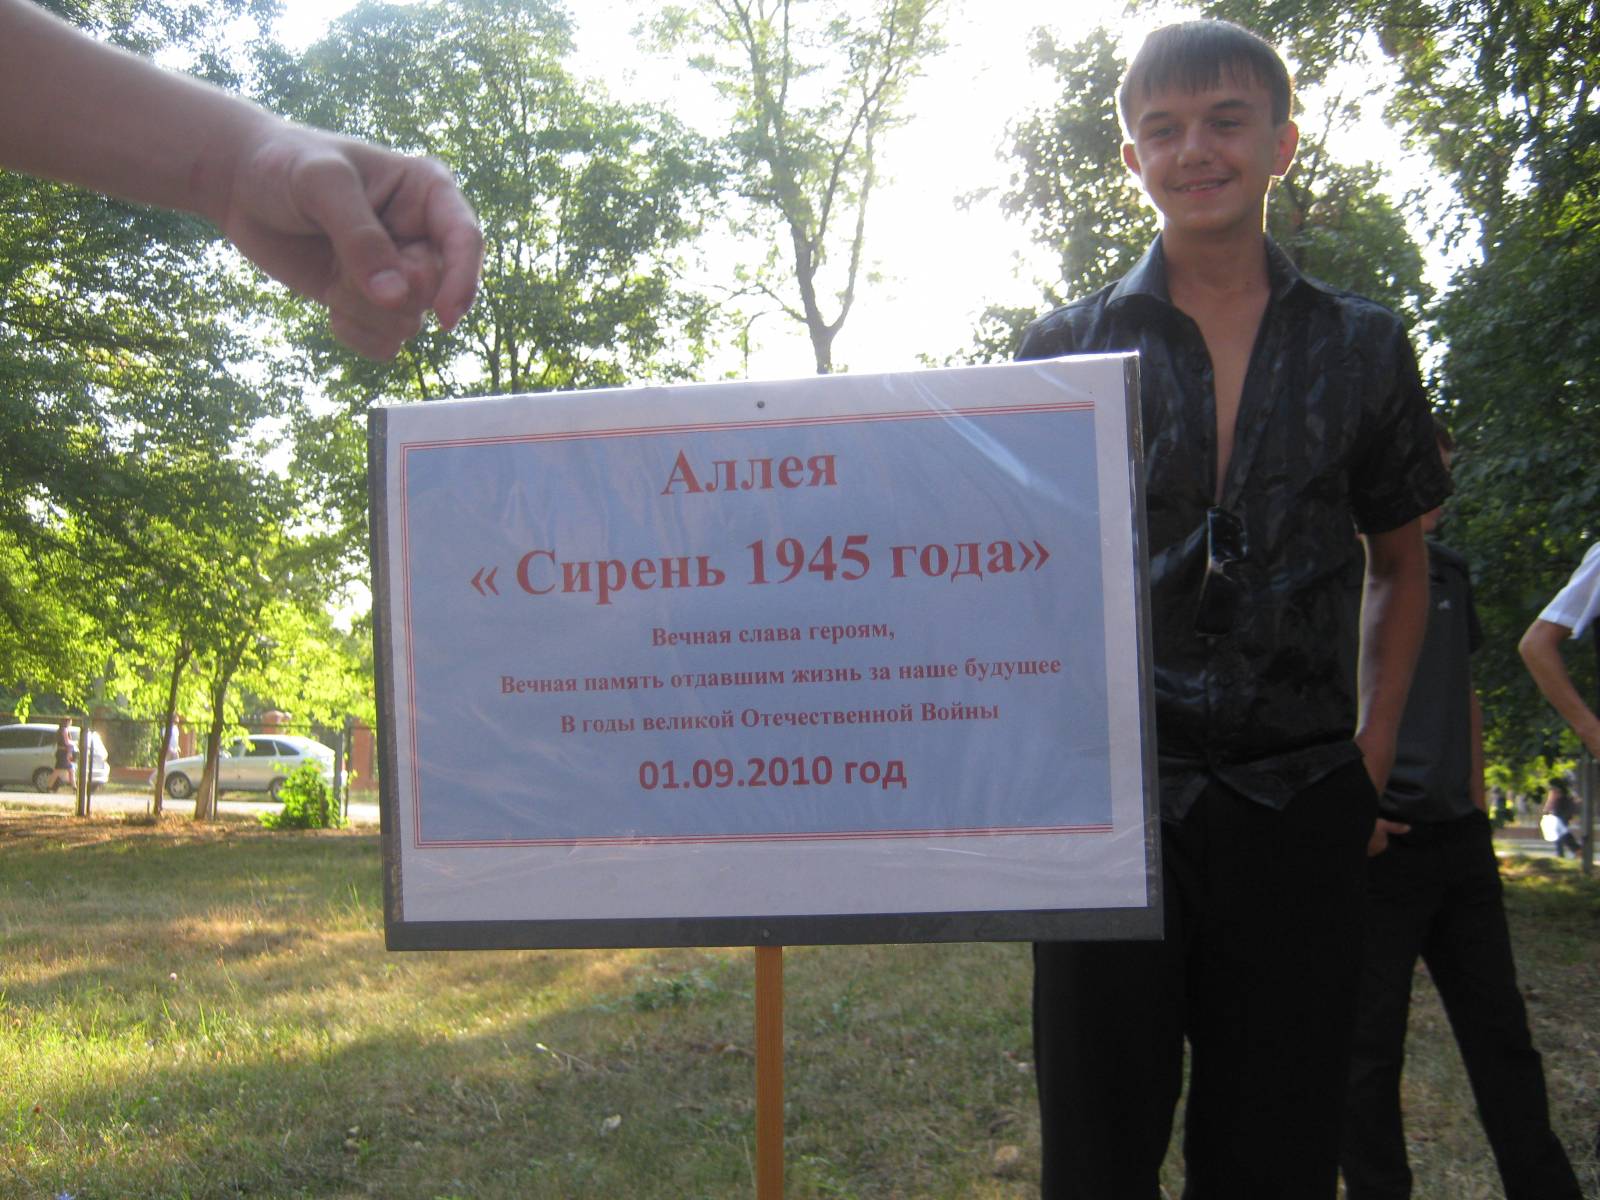 Аллея
« Сирень 1945 года»
Вечная слава героям,
Вечная память отдавшим жизнь за наше будущее
В годы великой Отечественной Войны
01.09.2010 год